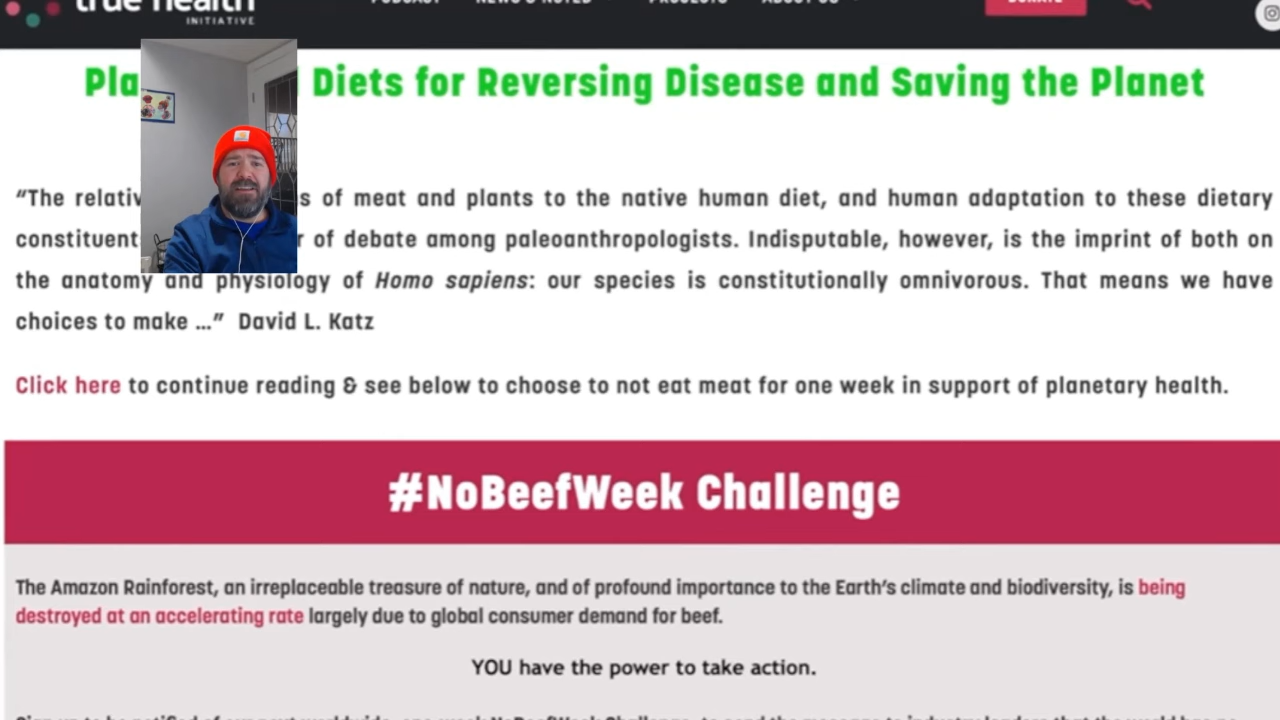 true health
INITIATIVE
PODCAST NEWS & NOTED PROJECTS ABOUT US DONATE
Diets for Reversing Disease and Saving the Planet
“The of meat and plants to the native human diet, and human adaptation to these dietary
of debate among paleoanthropologists. Indisputable, however, is the imprint of both on
the anatomy and physiology of Homo sapiens: our species is constitutionally omnivorous. That means we have
choices to make …” David L. Katz
Click here to continue reading & see below to choose to not eat meat for one week in support of planetary health.
#NoBeefWeek Challenge
The Amazon Rainforest, an irreplaceable treasure of nature, and of profound importance to the Earth’s climate and biodiversity, is being
destroyed at an accelerating rate largely due to global consumer demand for beef.
YOU have the power to take action.